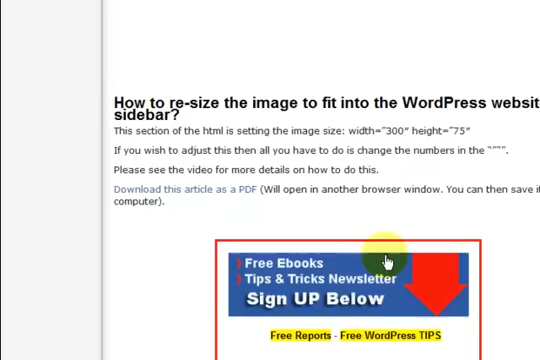 How to re-size the image to fit into the WordPress websit
sidebar?
This section of the html is setting the image size: width="300″ height="75″
If you wish to adjust this then all you have to do is change the numbers in the "″″″.
Please see the video for more details on how to do this.
Download this article as a PDF (Will open in another browser window. You can then save it
computer).
Free Ebooks
Tips & Tricks Newsletter
Sign UP Below
Free Reports - Free WordPress TIPS